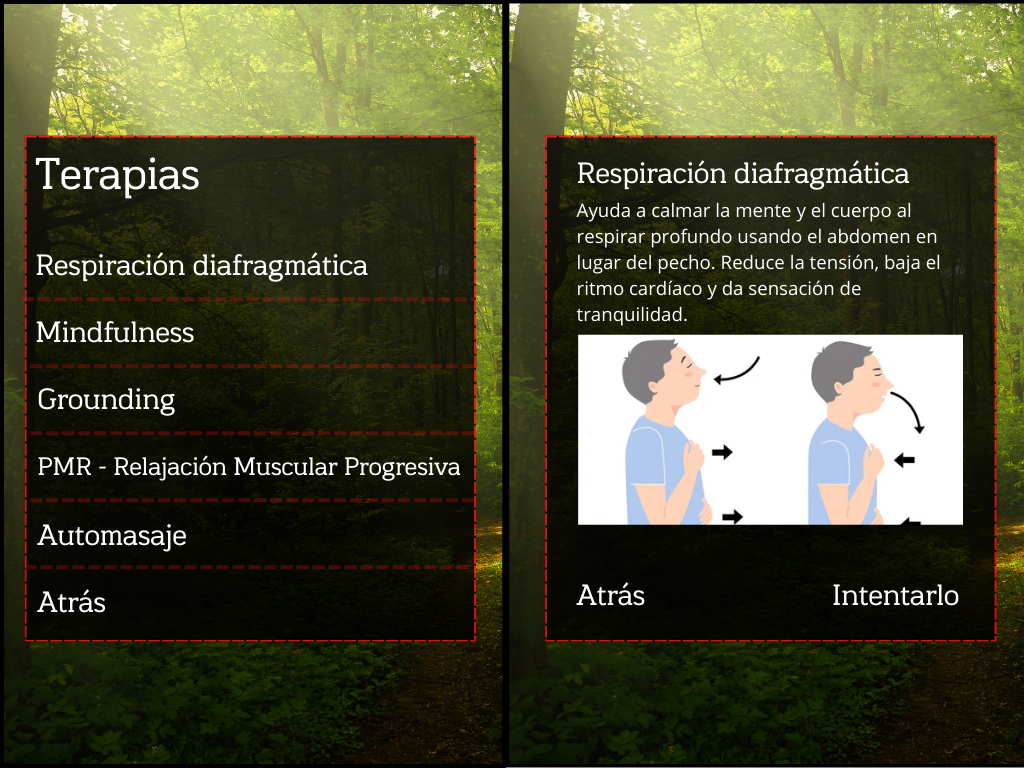 Terapias
Respiración diafragmática
Mindfulness
Grounding
PMR - Relajación Muscular Progresiva
Automasaje
Atrás
Respiración diafragmática
Ayuda a calmar la mente y el cuerpo al
respirar profundo usando el abdomen en
lugar del pecho. Reduce la tensión, baja el
ritmo cardíaco y da sensación de
tranquilidad.
Atrás
Intentarlo